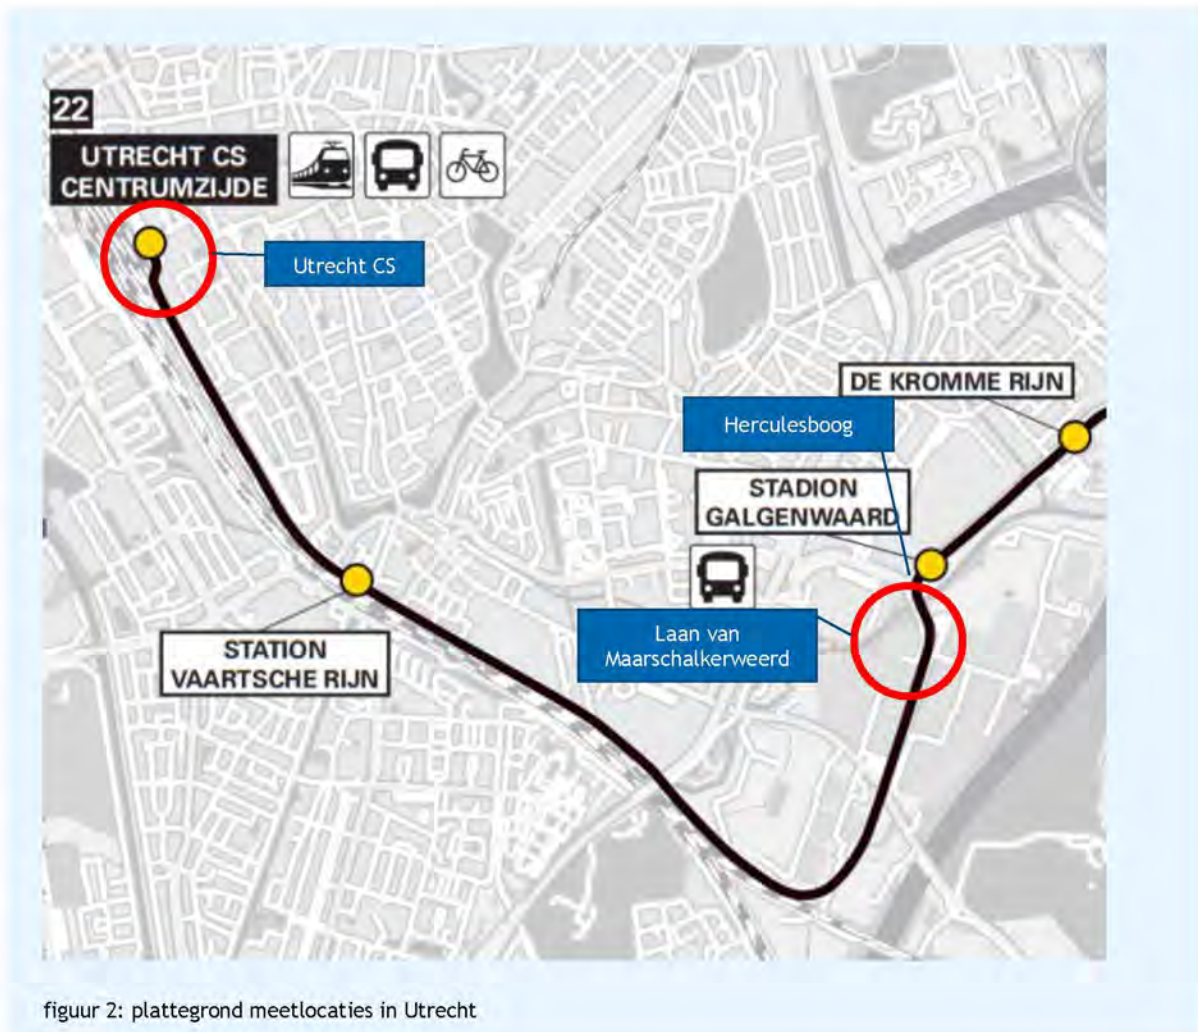 22
UTRECHT CS
CENTRUMZIJDE
Utrecht CS
DE KROMME RIJN
Herculesboog
STADION
GALGENWAARD
Laan van
Maarschalkerweerd
STATION
VAARTSCHE RIJN
figuur 2: plattegrond meetlocaties in Utrecht